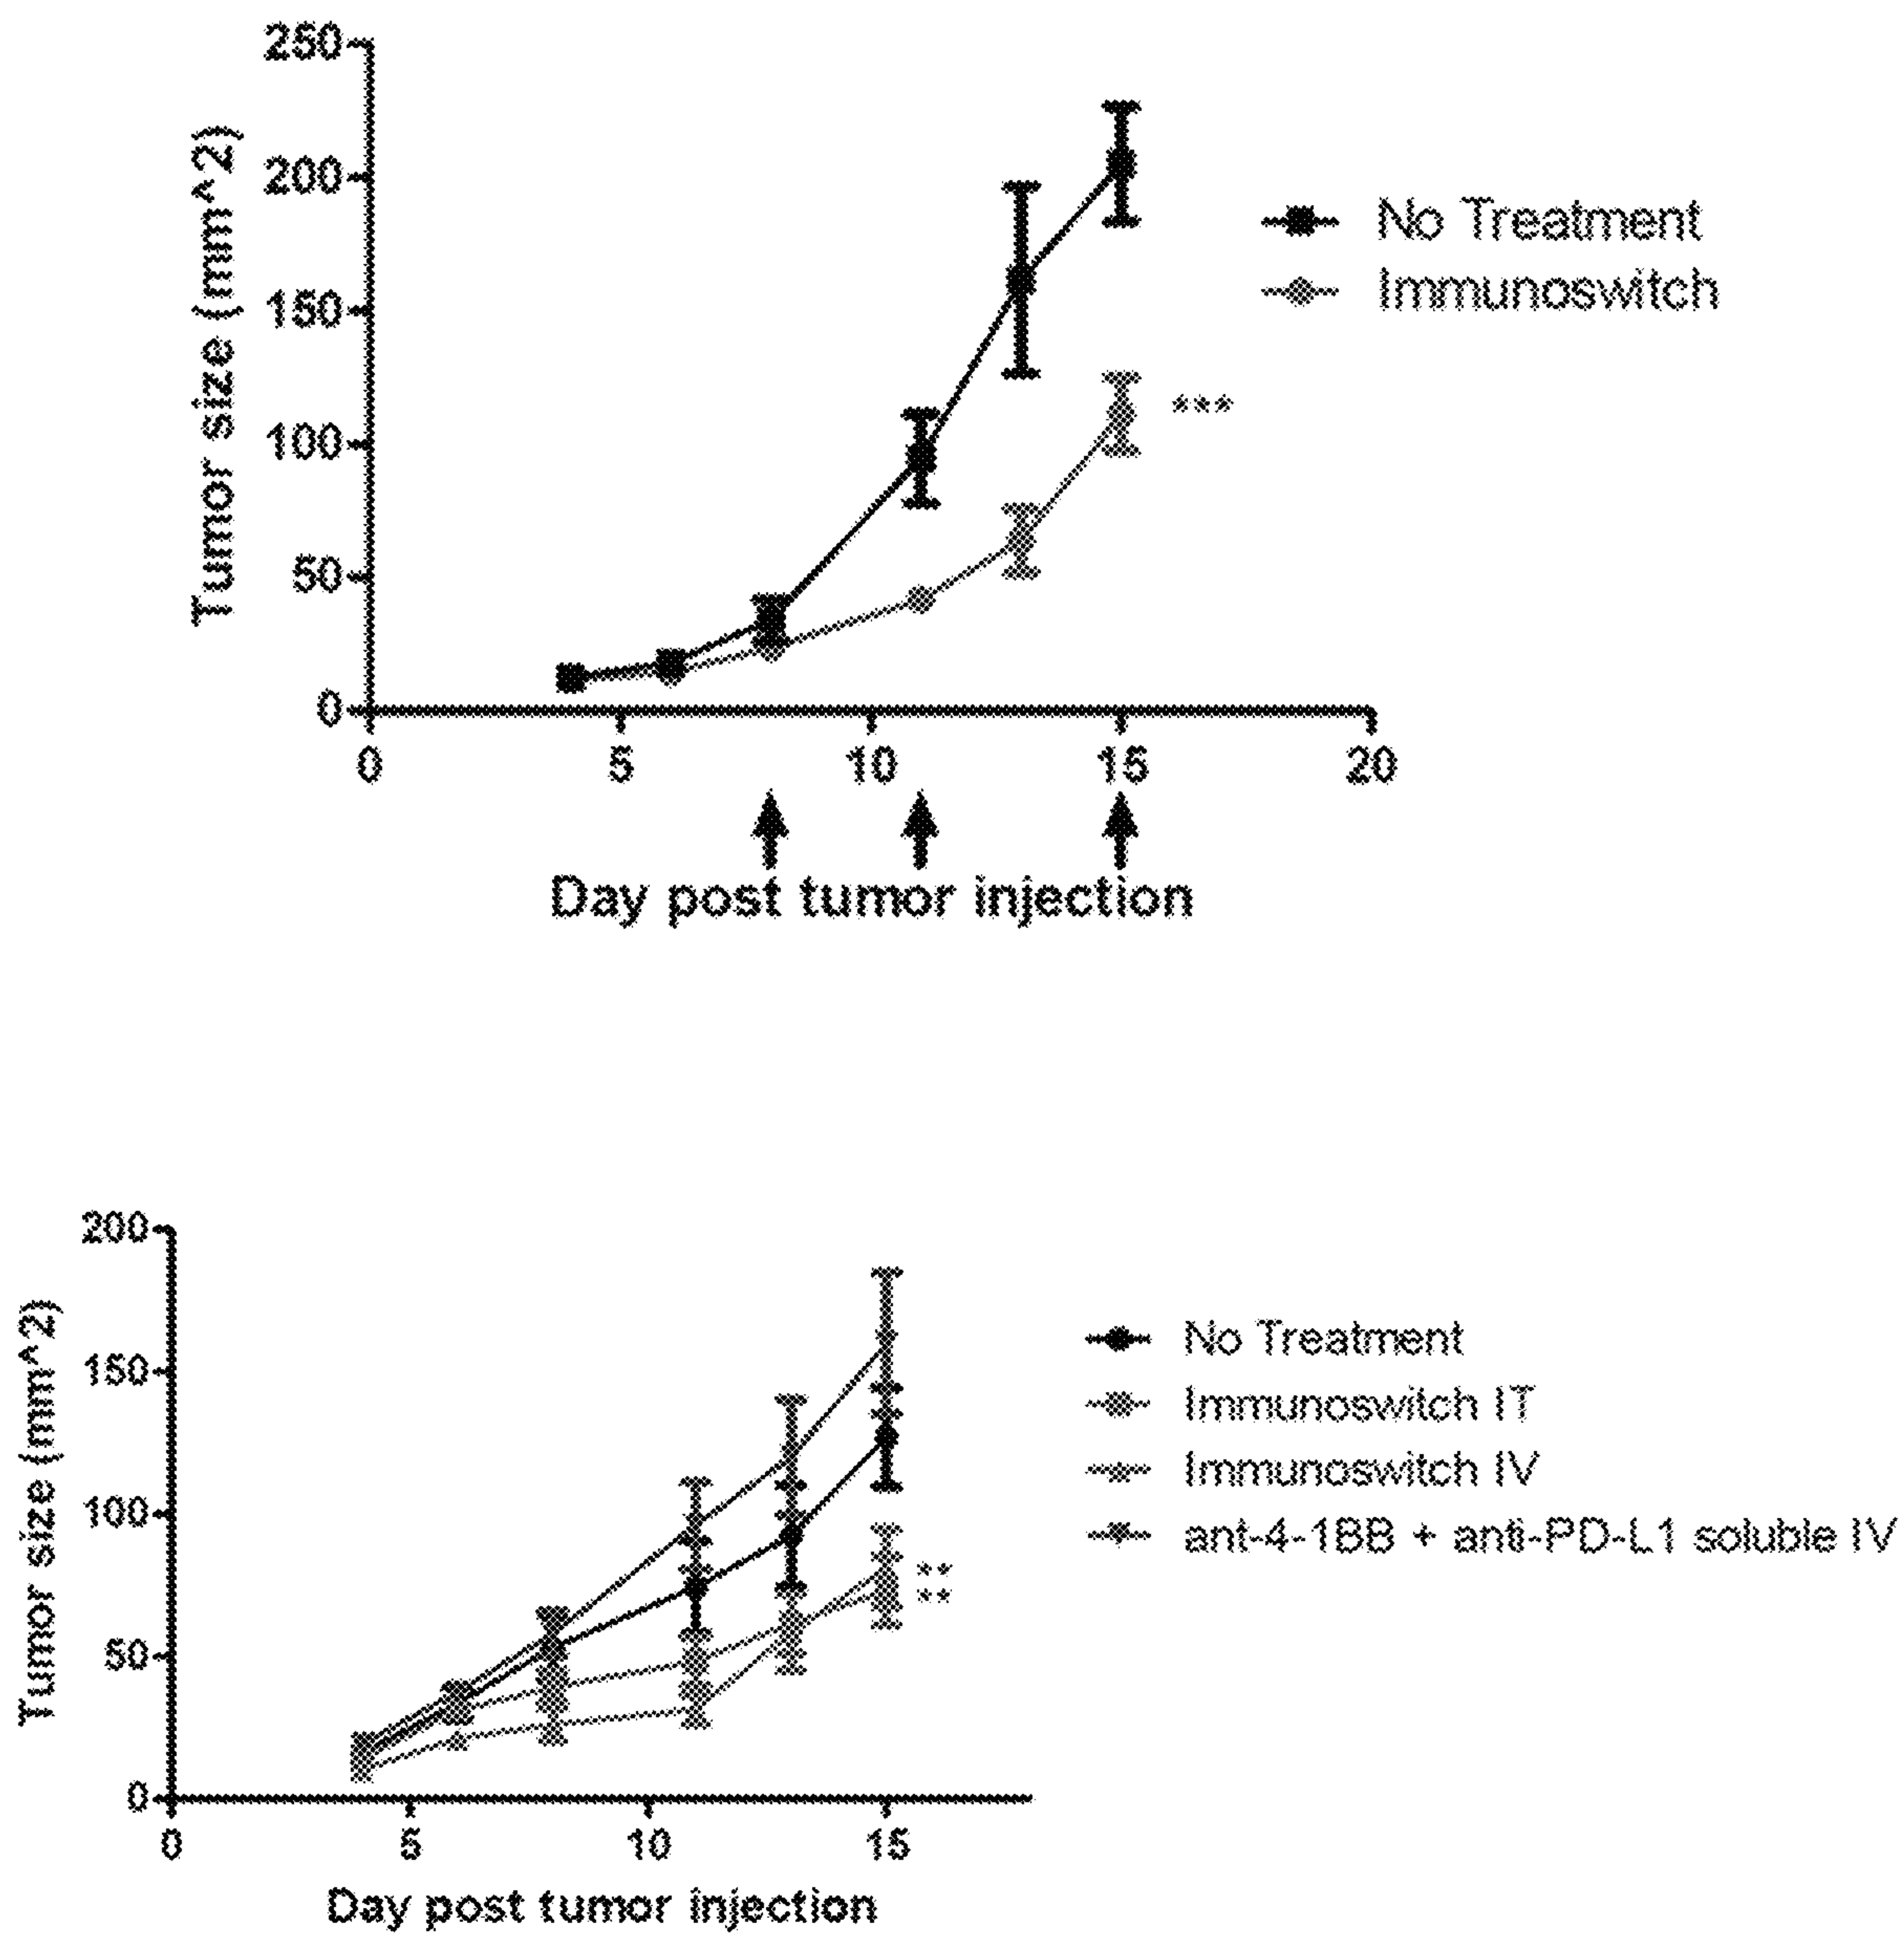 250
200
150
100
50
0
Tumor size (mm^2)
0 5 10 15 20
Day post tumor injection
No Treatment
Immunoswitch
***
200
150
100
50
0
Tumor size (mm^2)
0 5 10 15
Day post tumor injection
No Treatment
Immunoswitch IT
Immunoswitch IV
ant-4-1BB + anti-PD-L1 soluble IV
**
**